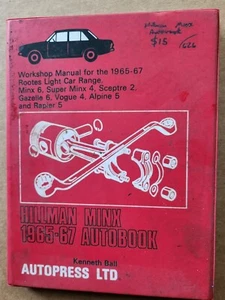 $15
Workshop Manual for the 1965-67
Rootes Light Car Range.
Minx 6, Super Minx 4, Sceptre 2,
Gazelle 6, Vogue 4, Alpine 5
and Rapier 5
HILLMAN MINX
1965-67 AUTOBOOK
Kenneth Ball
AUTOPRESS LTD